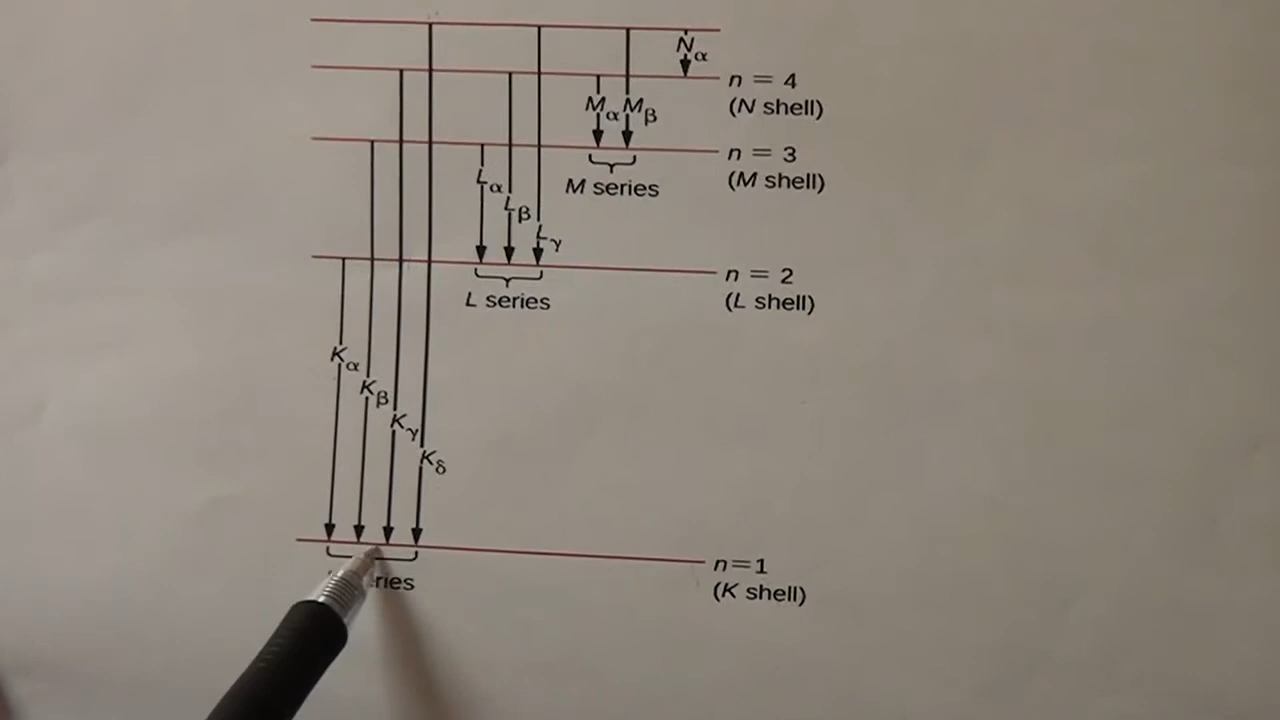 Nα
n = 4
(N shell)
Mα Mβ
n = 3
(M shell)
M series
Lα
Lβ
Lγ
n = 2
(L shell)
L series
Kα
Kβ
Kγ
Kδ
n=1
(K shell)